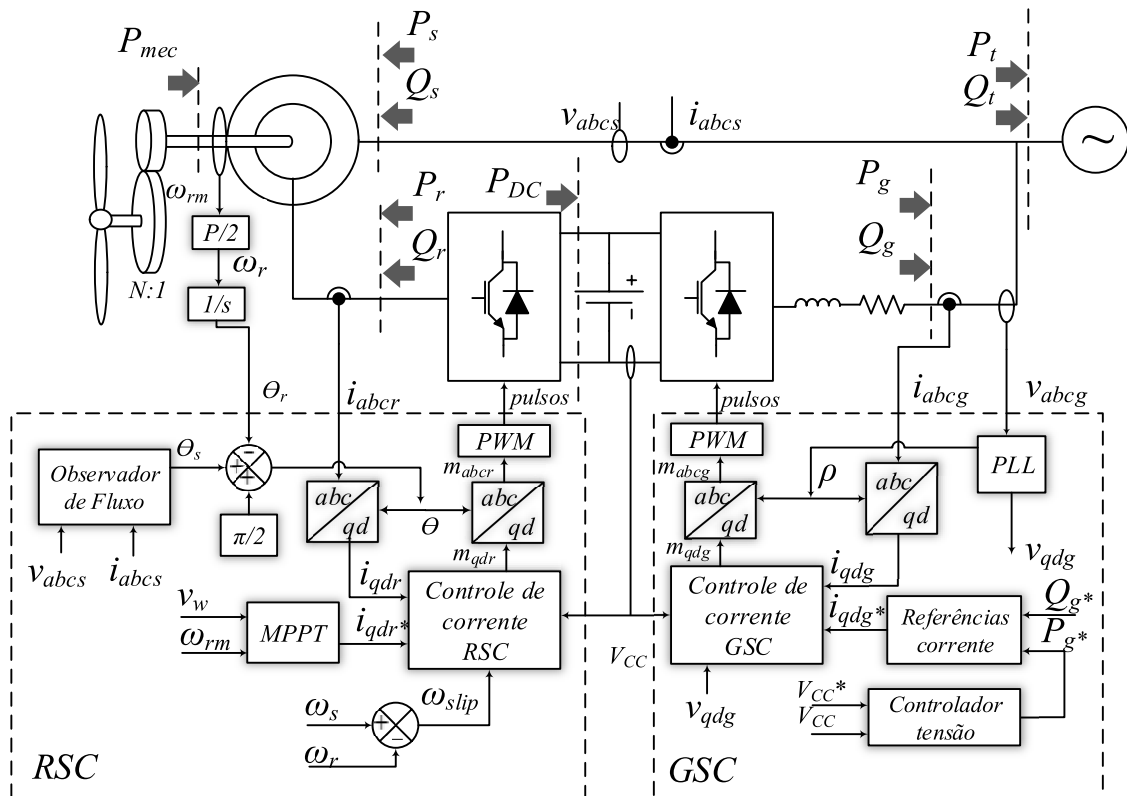 P_mec
P_s
Q_s
v_abcs
i_abcs
P_t
Q_t
~
ω_rm
P/2
ω_r
1/s
N:1
P_r
Q_r
P_DC
+
P_g
Q_g
θ_r
i_abcr
pulsos
pulsos
i_abcg
v_abcg
θ_s
Observador
de Fluxo
v_abcs
i_abcs
−
+
+
π/2
abc
qd
θ
PWM
m_abcr
abc
qd
m_qdr
i_qdr
v_w
ω_rm
MPPT
i_qdr*
Controle de
corrente
RSC
ω_slip
ω_s
ω_r
+
−
RSC
V_CC
PWM
m_abcg
abc
qd
m_qdg
ρ
abc
qd
PLL
v_qdg
i_qdg
Controle de
corrente
GSC
i_qdg*
Referências
corrente
Q_g*
P_g*
v_qdg
V_CC*
V_CC
Controlador
tensão
GSC